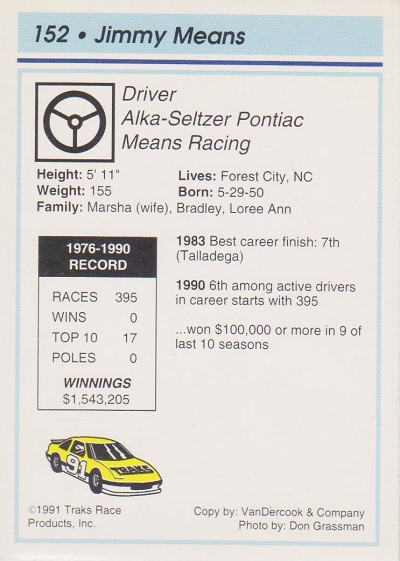 152 • Jimmy Means
Driver
Alka-Seltzer Pontiac
Means Racing
Height: 5' 11"
Lives: Forest City, NC
Weight: 155
Born: 5-29-50
Family: Marsha (wife), Bradley, Loree Ann
1976-1990
RECORD
RACES 395
WINS 0
TOP 10 17
POLES 0
WINNINGS
$1,543,205
1983 Best career finish: 7th
(Talladega)
1990 6th among active drivers
in career starts with 395
...won $100,000 or more in 9 of
last 10 seasons
91
TRAKS
©1991 Traks Race
Products, Inc.
Copy by: VanDercook & Company
Photo by: Don Grassman